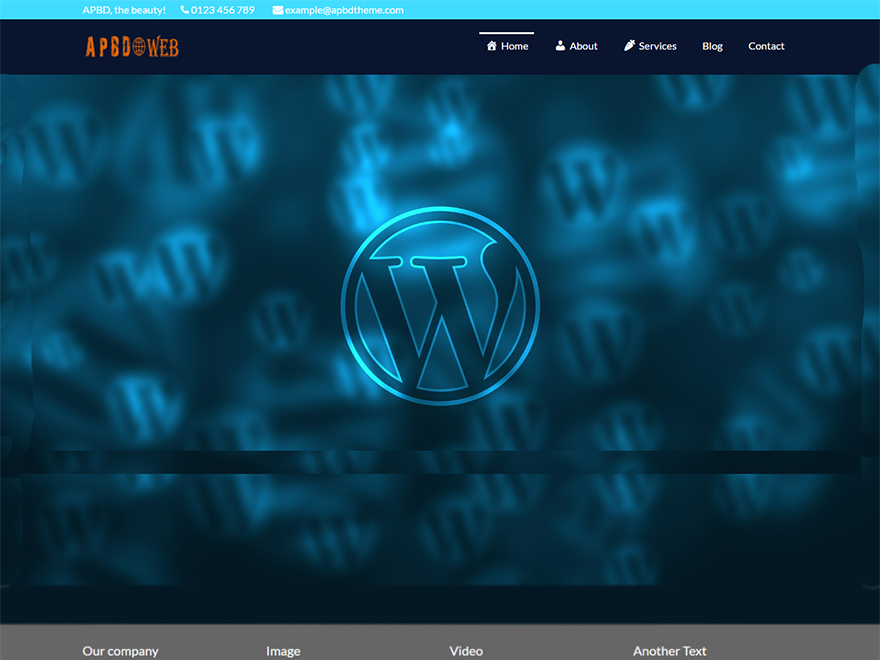 APBD, the beauty! 0123 456 789 example@apbdtheme.com
APBD WEB
Home About Services Blog Contact
W
Our company Image Video Another Text